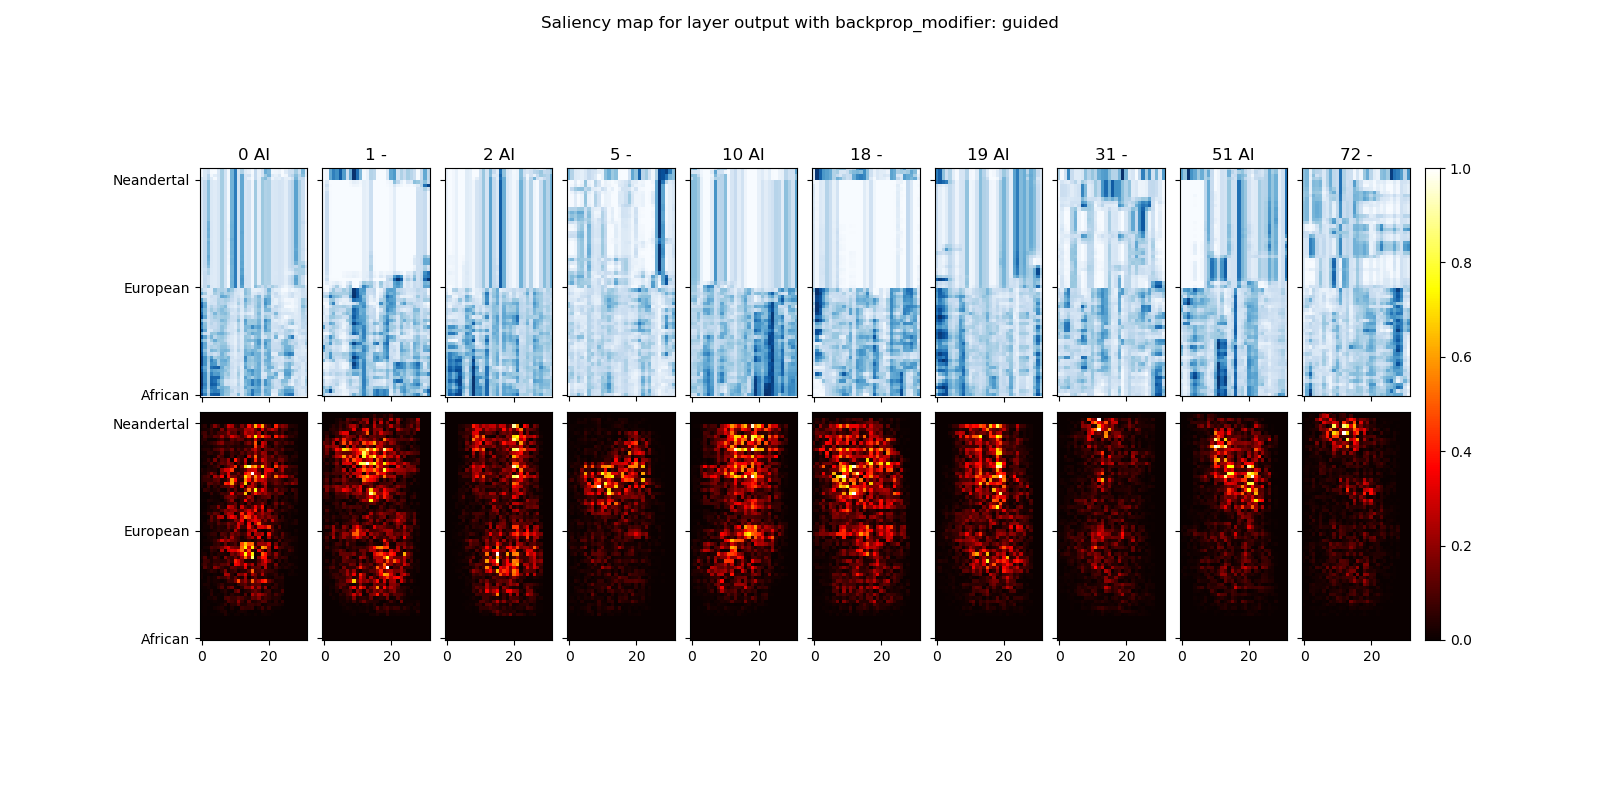 Saliency map for layer output with backprop_modifier: guided
0 AI 1 - 2 AI 5 - 10 AI 18 - 19 AI 31 - 51 AI 72 -
Neandertal
European
African
Neandertal
European
African
0 20 0 20 0 20 0 20 0 20 0 20 0 20 0 20 0 20 0 20
1.0
0.8
0.6
0.4
0.2
0.0